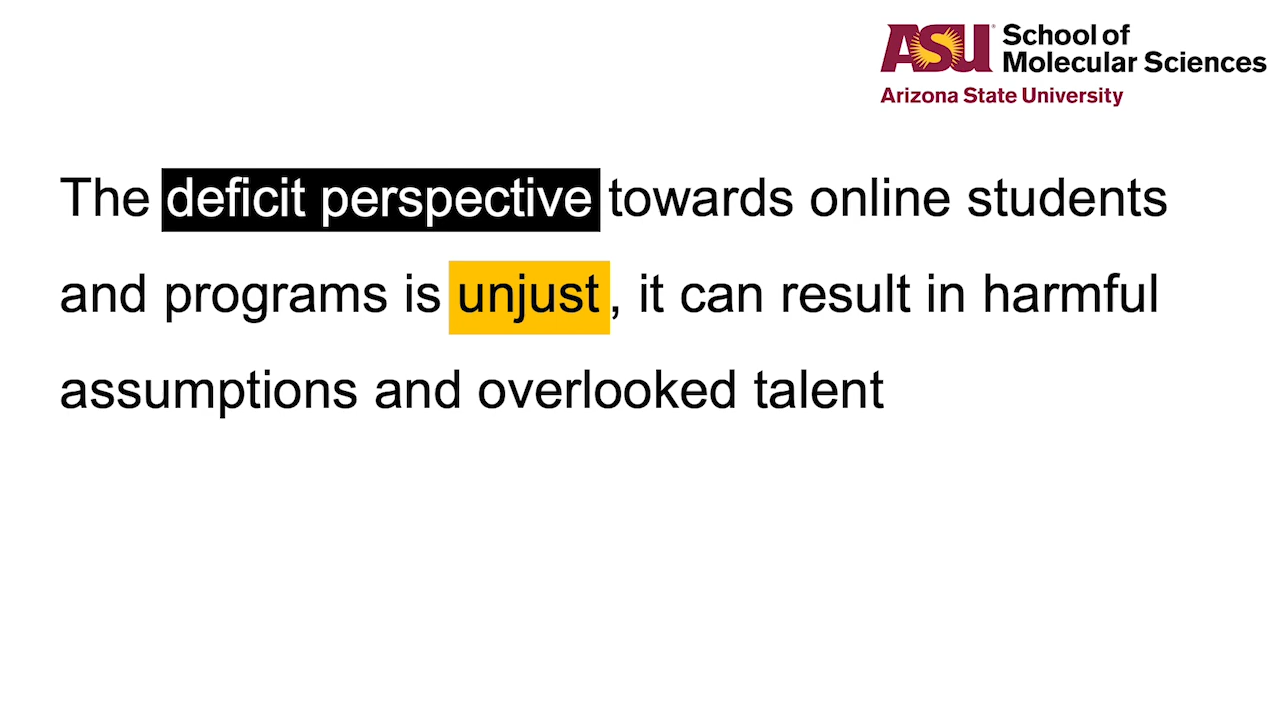 ASU School of
Molecular Sciences
Arizona State University
The deficit perspective towards online students
and programs is unjust, it can result in harmful
assumptions and overlooked talent